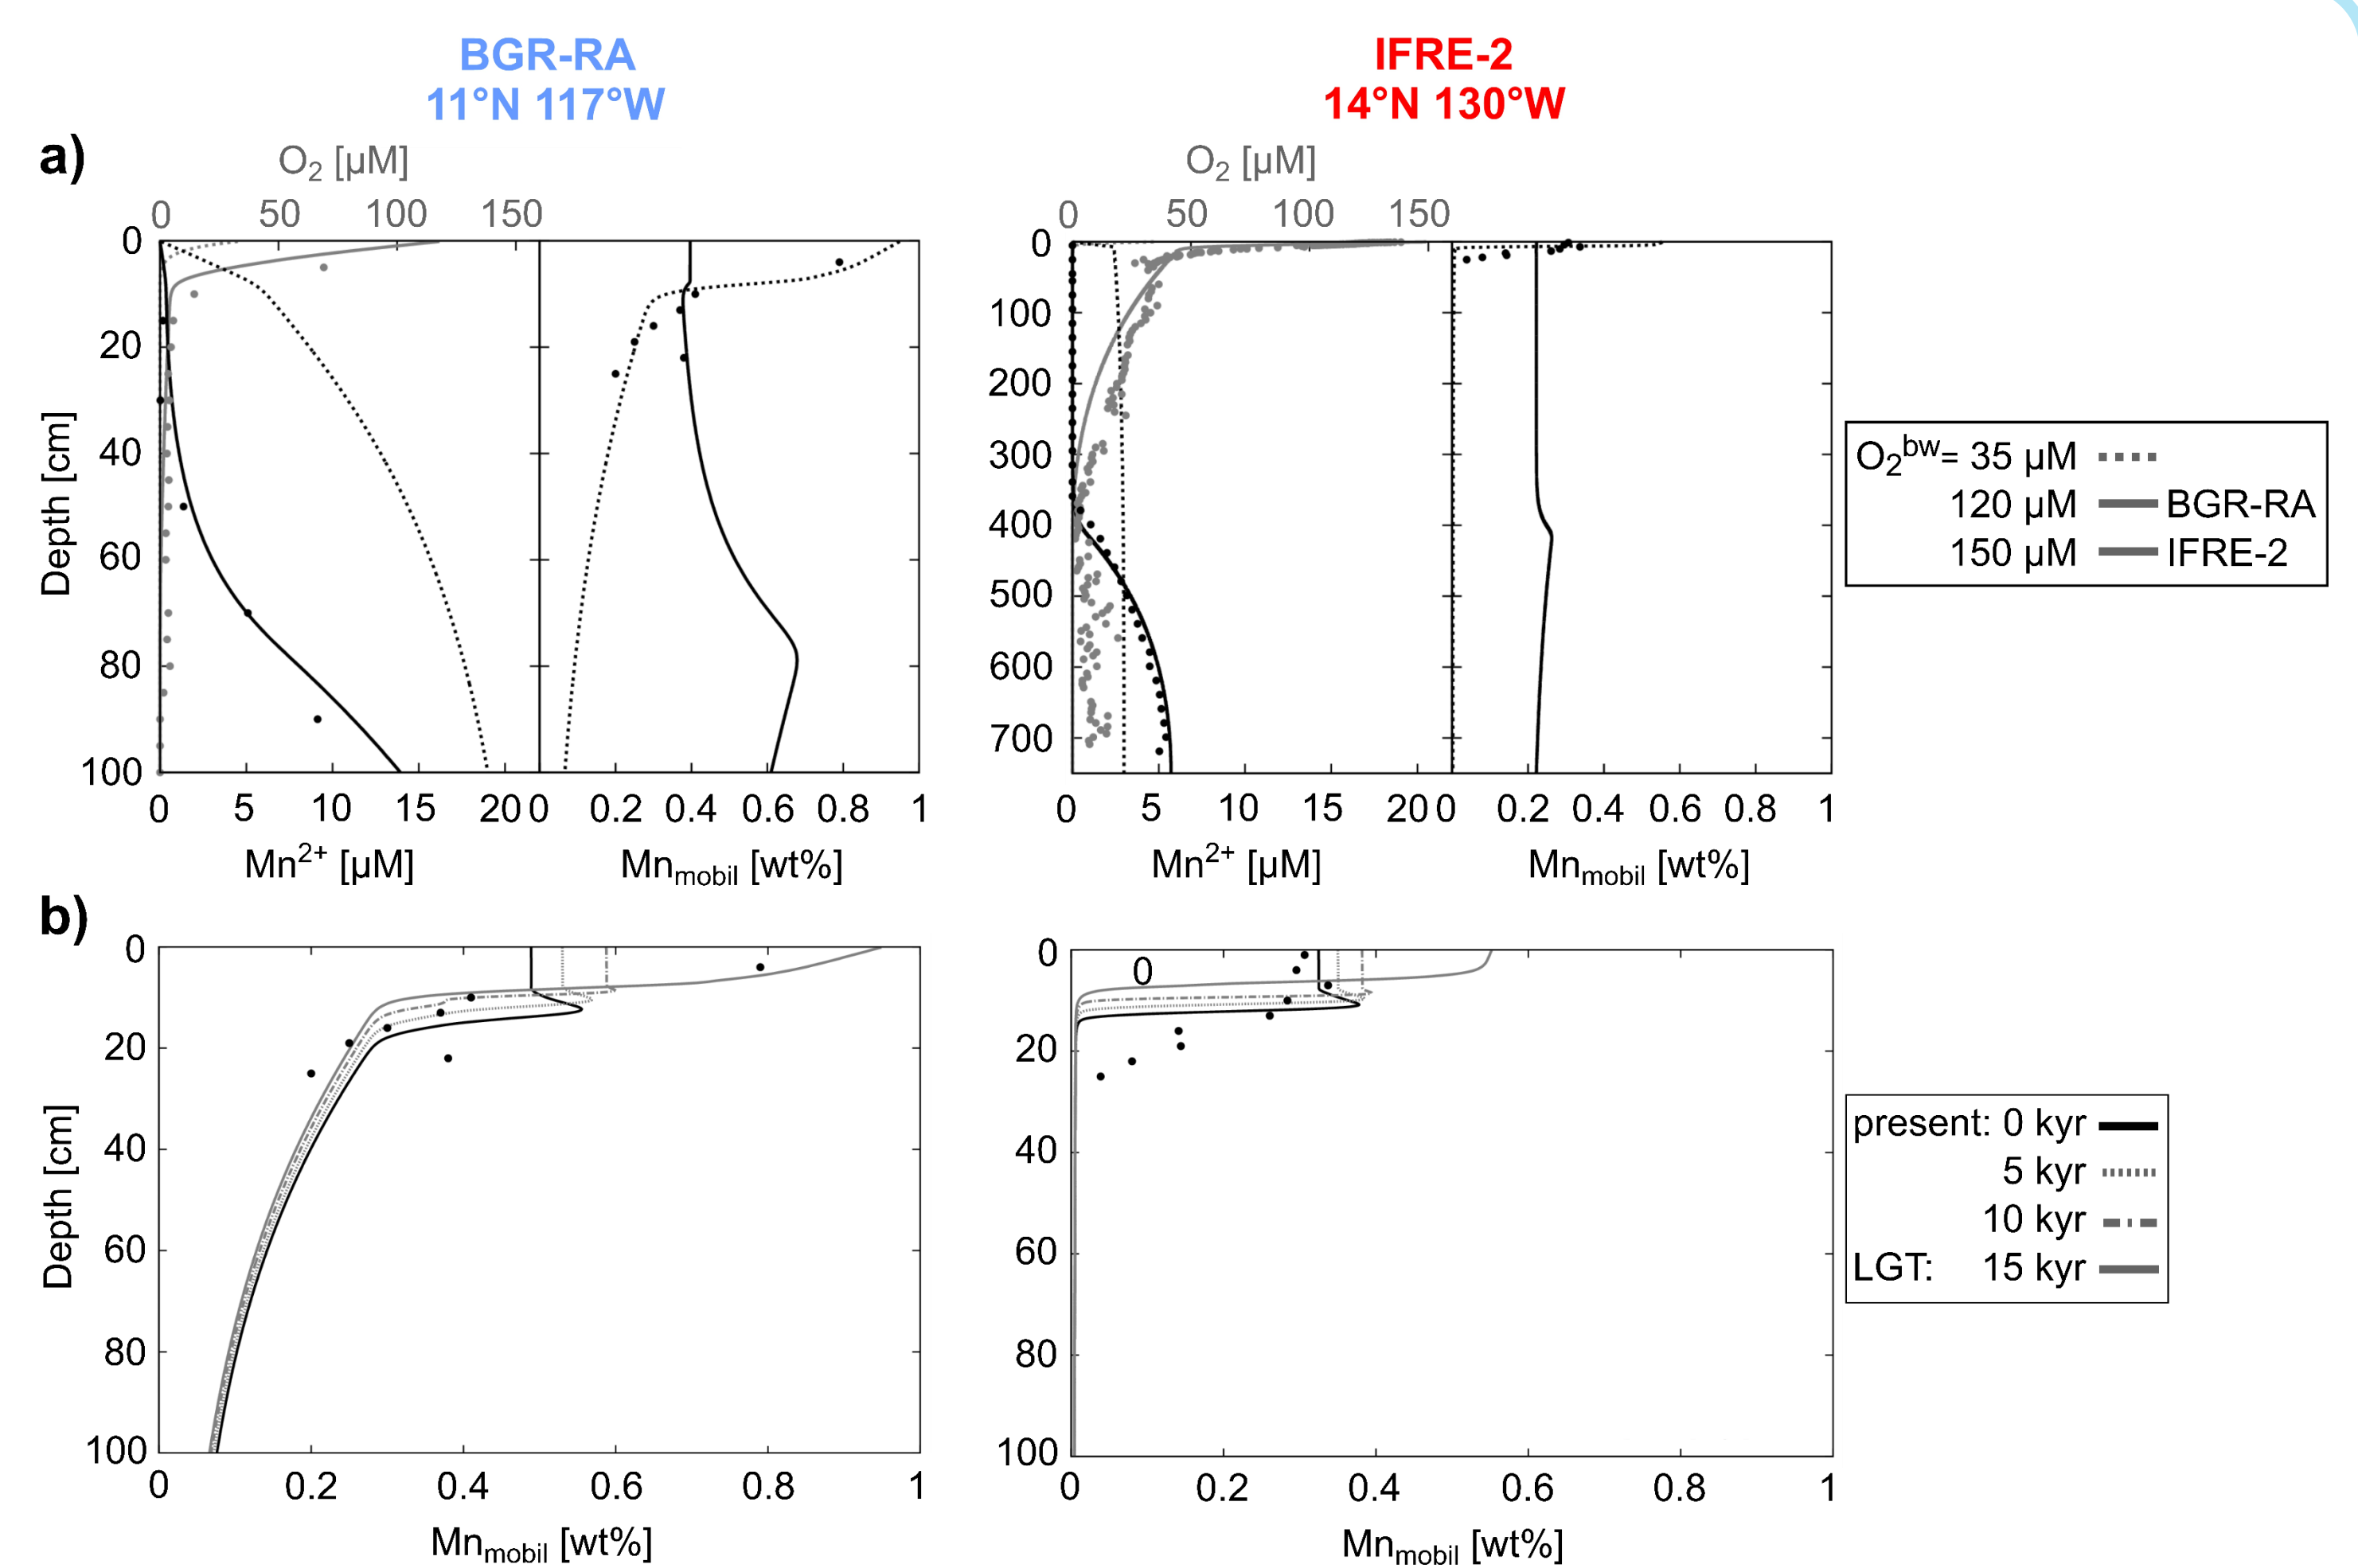 BGR-RA
11°N 117°W
IFRE-2
14°N 130°W
a)
O2 [µM]
0 50 100 150
O2 [µM]
0 50 100 150
Depth [cm]
0
20
40
60
80
100
0 5 10 15 20
0 0.2 0.4 0.6 0.8 1
Mn2+ [µM]
Mnmobil [wt%]
0
100
200
300
400
500
600
700
0 5 10 15 20
0 0.2 0.4 0.6 0.8 1
Mn2+ [µM]
Mnmobil [wt%]
O2bw= 35 µM
120 µM BGR-RA
150 µM IFRE-2
b)
Depth [cm]
0
20
40
60
80
100
0 0.2 0.4 0.6 0.8 1
Mnmobil [wt%]
0
0
20
40
60
80
100
0 0.2 0.4 0.6 0.8 1
Mnmobil [wt%]
present: 0 kyr
5 kyr
10 kyr
LGT: 15 kyr